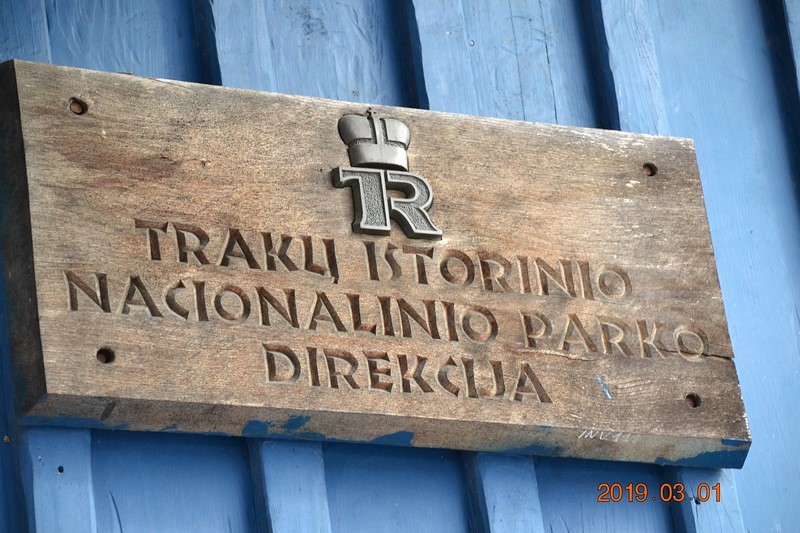 TR
TRAKŲ ISTORINIO
NACIONALINIO PARKO
DIREKCIJA
2019.03.01